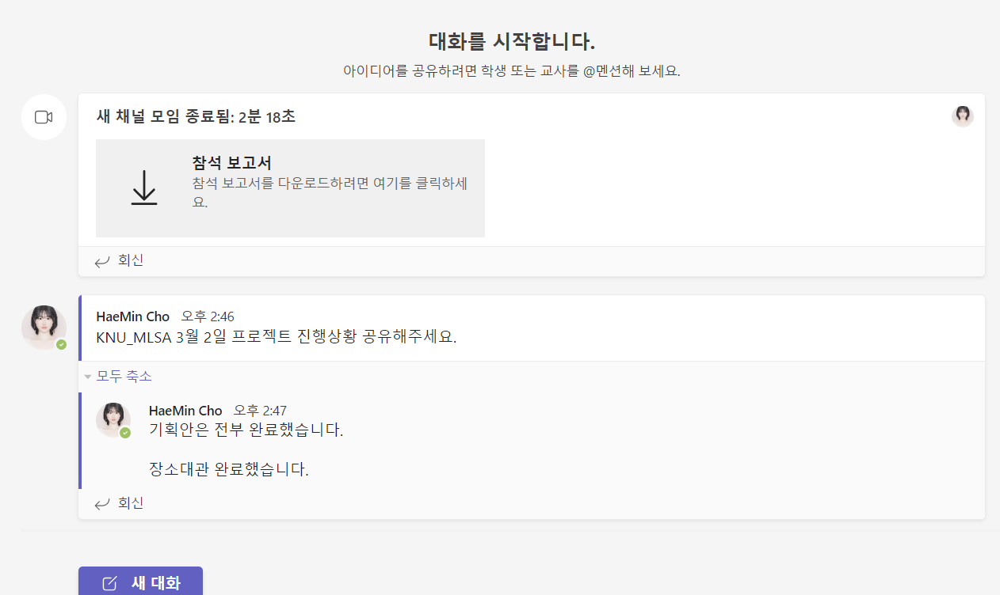 대화를 시작합니다.
아이디어를 공유하려면 학생 또는 교사를 @멘션해 보세요.
새 채널 모임 종료됨: 2분 18초
참석 보고서
참석 보고서를 다운로드하려면 여기를 클릭하세
요.
회신
HaeMin Cho 오후 2:46
KNU_MLSA 3월 2일 프로젝트 진행상황 공유해주세요.
모두 축소
HaeMin Cho 오후 2:47
기획안은 전부 완료했습니다.
장소대관 완료했습니다.
회신
새 대화